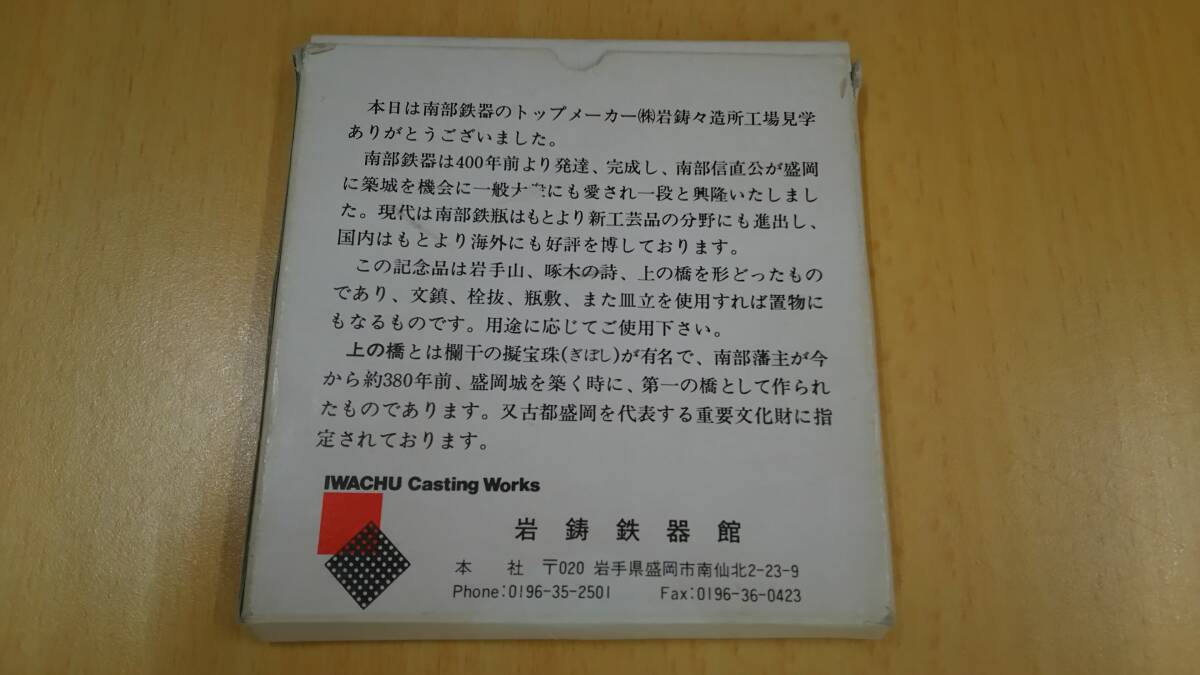 本日は南部鉄器のトップメーカー㈱岩鋳々造所工場見学
ありがとうございました。
南部鉄器は400年前より発達、完成し、南部信直公が盛岡
に築城を機会に一般大衆にも愛され一段と興隆いたしまし
た。現代は南部鉄瓶はもとより新工芸品の分野にも進出し、
国内はもとより海外にも好評を博しております。
この記念品は岩手山、啄木の詩、上の橋を形どったもの
であり、文鎮、栓抜、瓶敷、また皿立を使用すれば置物に
もなるものです。用途に応じてご使用下さい。
上の橋とは欄干の擬宝珠(ぎぼし)が有名で、南部藩主が今
から約380年前、盛岡城を築く時に、第一の橋として作られ
たものであります。又古都盛岡を代表する重要文化財に指
定されております。
IWACHU Casting Works
岩鋳鉄器館
本 社 〒020 岩手県盛岡市南仙北2-23-9
Phone:0196-35-2501 Fax:0196-36-0423